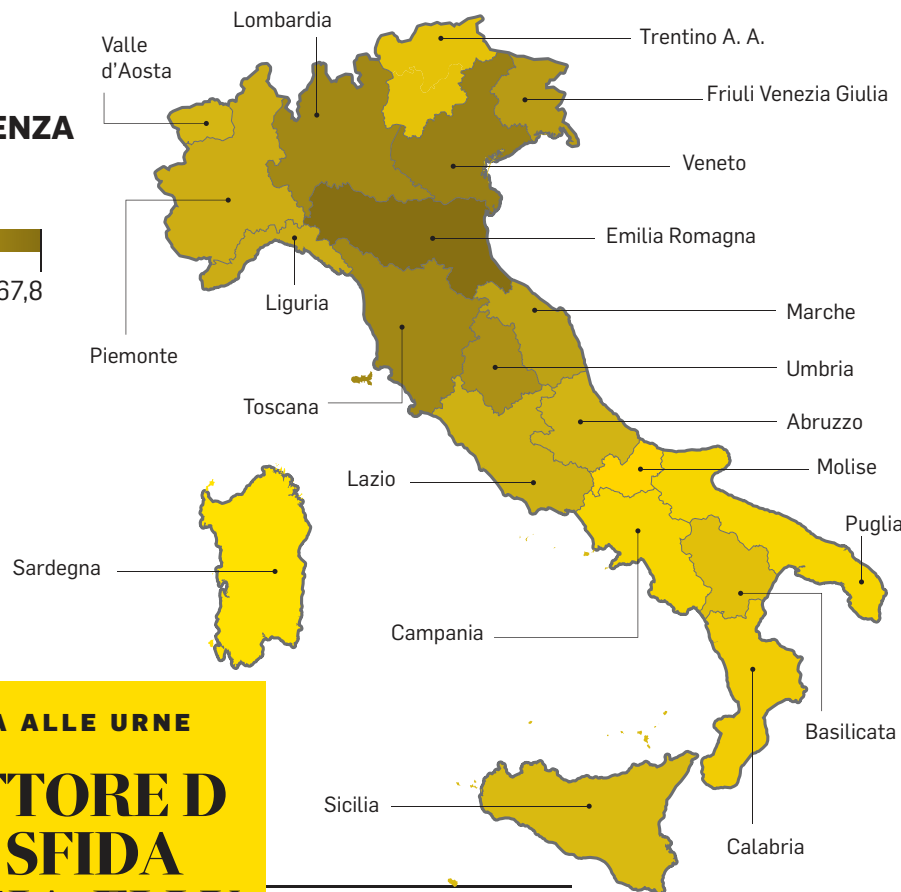 Lombardia
Valle
d'Aosta
Trentino A. A.
Friuli Venezia Giulia
ENZA
Veneto
Emilia Romagna
67,8
Liguria
Marche
Piemonte
Umbria
Toscana
Abruzzo
Molise
Lazio
Puglia
Sardegna
Campania
A ALLE URNE
Basilicata
TTORE D
SFIDA
Sicilia
Calabria